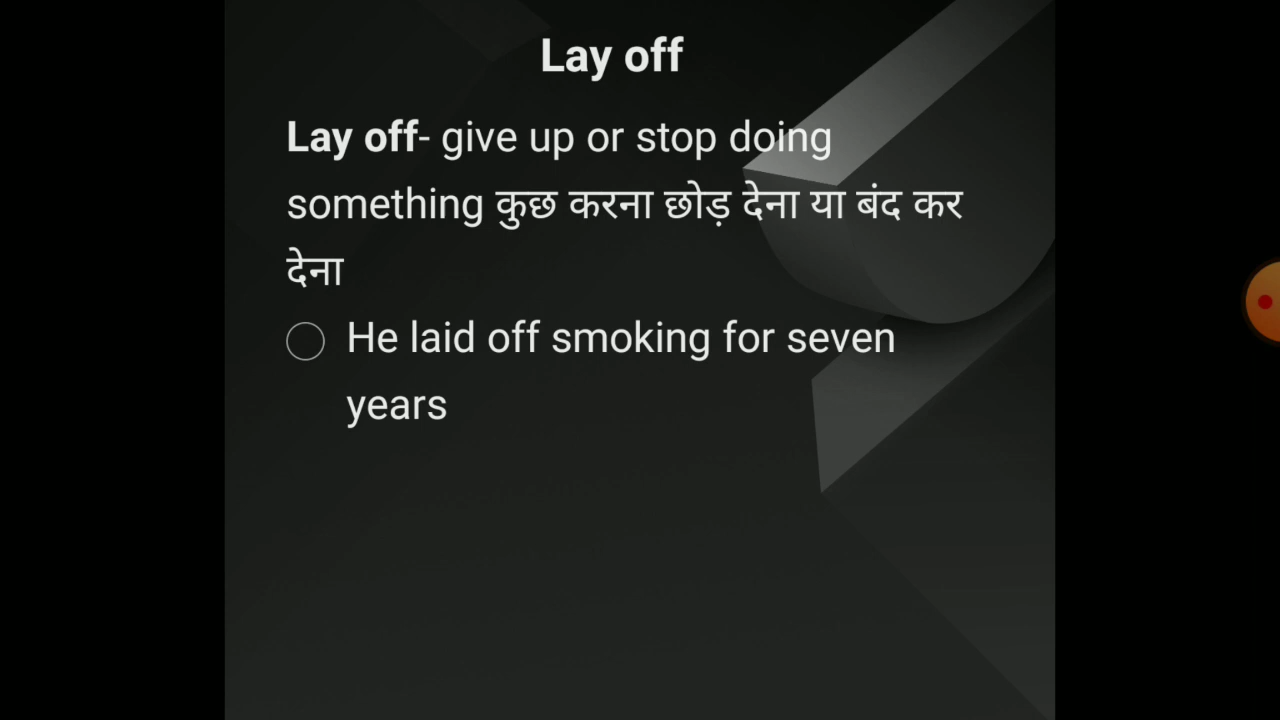 Lay off
Lay off- give up or stop doing
something कुछ करना छोड़ देना या बंद कर
देना
He laid off smoking for seven
years